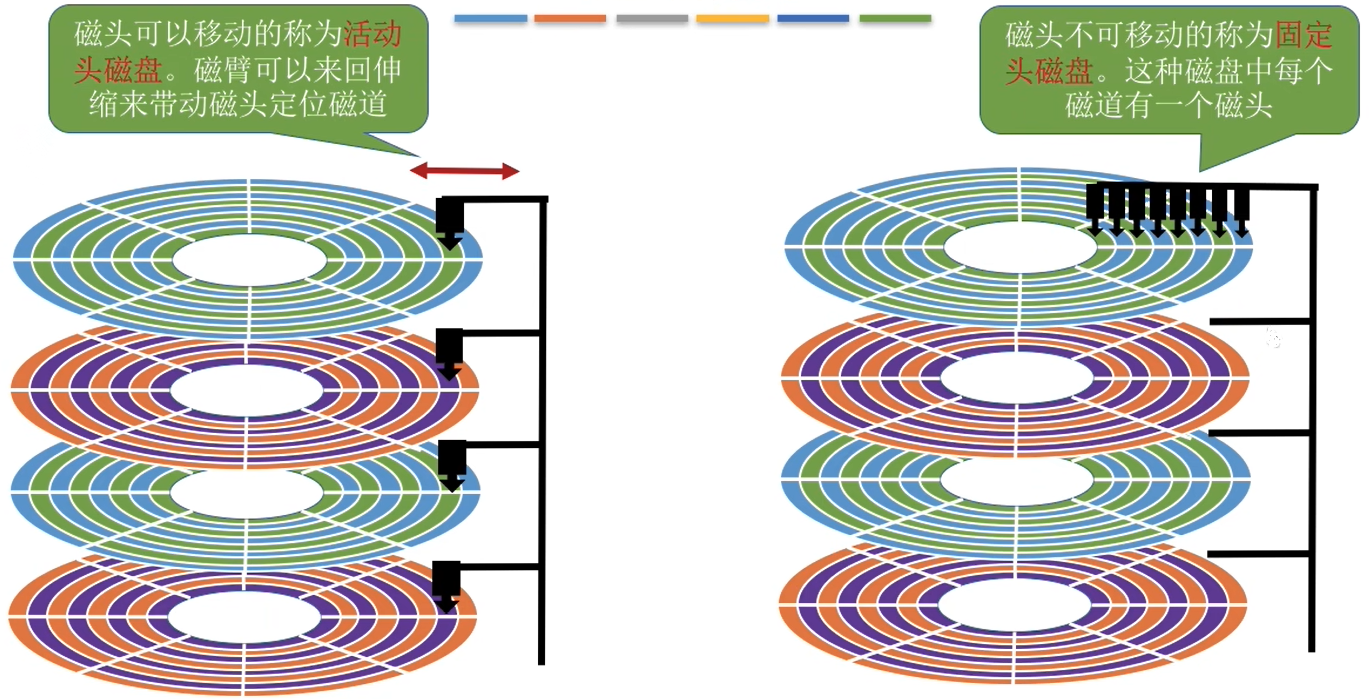 磁头可以移动的称为活动
头磁盘。磁臂可以来回伸
缩来带动磁头定位磁道
磁头不可移动的称为固定
头磁盘。这种磁盘中每个
磁道有一个磁头